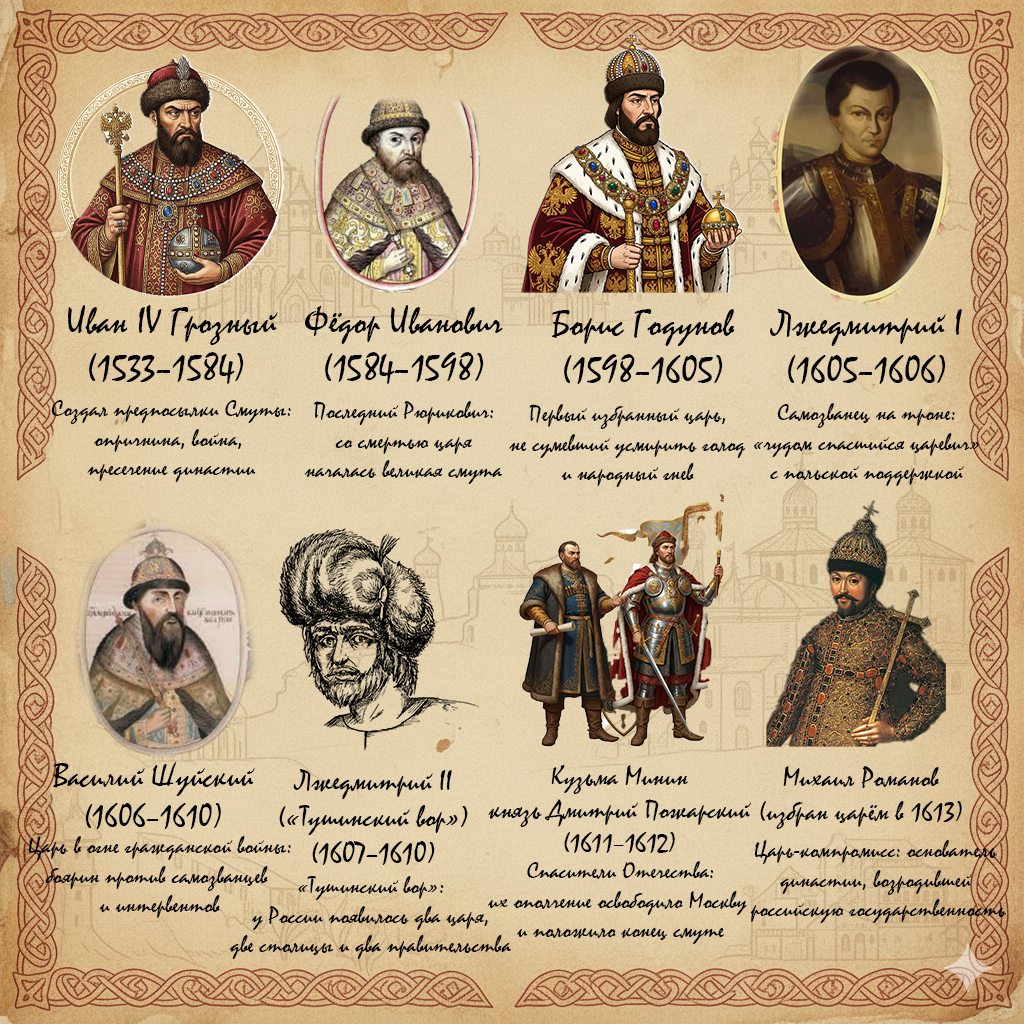 Иван IV Грозный
(1533-1584)
Создал предпосылки Смуты:
опричнина, война,
пресечение династии
Фёдор Иванович
(1584-1598)
Последний Рюрикович:
со смертью царя
началась великая смута
Борис Годунов
(1598-1605)
Первый избранный царь,
не сумевший усмирить голод
и народный гнев
Лжедмитрий I
(1605-1606)
Самозванец на троне:
«чудом спасшийся царевич»
с польской поддержкой
Василий Шуйский
(1606-1610)
Царь в огне гражданской войны:
боярин против самозванцев
и интервентов
Лжедмитрий II
(«Тушинский вор»)
(1607-1610)
«Тушинский вор»:
у России появилось два царя,
две столицы и два правительства
Кузьма Минин
князь Дмитрий Пожарский
(1611-1612)
Спасители Отечества:
их ополчение освободило Москву
и положило конец смуте
Михаил Романов
(избран царём в 1613)
Царь-компромисс: основатель
династии, возродившей
российскую государственность